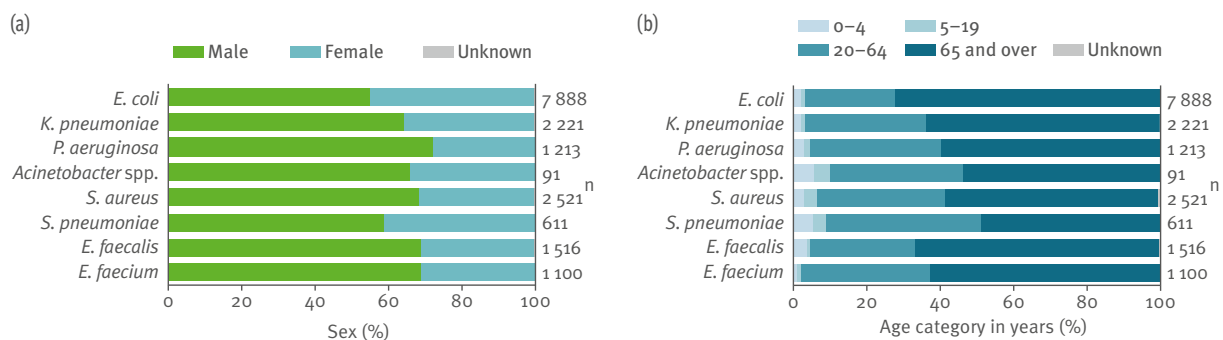 (a)
Male Female Unknown
E. coli 7 888
K. pneumoniae 2 221
P. aeruginosa 1 213
Acinetobacter spp. 91
S. aureus 2 521
S. pneumoniae 611
E. faecalis 1 516
E. faecium 1 100
n
0 20 40 60 80 100
Sex (%)
(b)
0–4 5–19
20–64 65 and over Unknown
E. coli 7 888
K. pneumoniae 2 221
P. aeruginosa 1 213
Acinetobacter spp. 91
S. aureus 2 521
S. pneumoniae 611
E. faecalis 1 516
E. faecium 1 100
n
0 20 40 60 80 100
Age category in years (%)